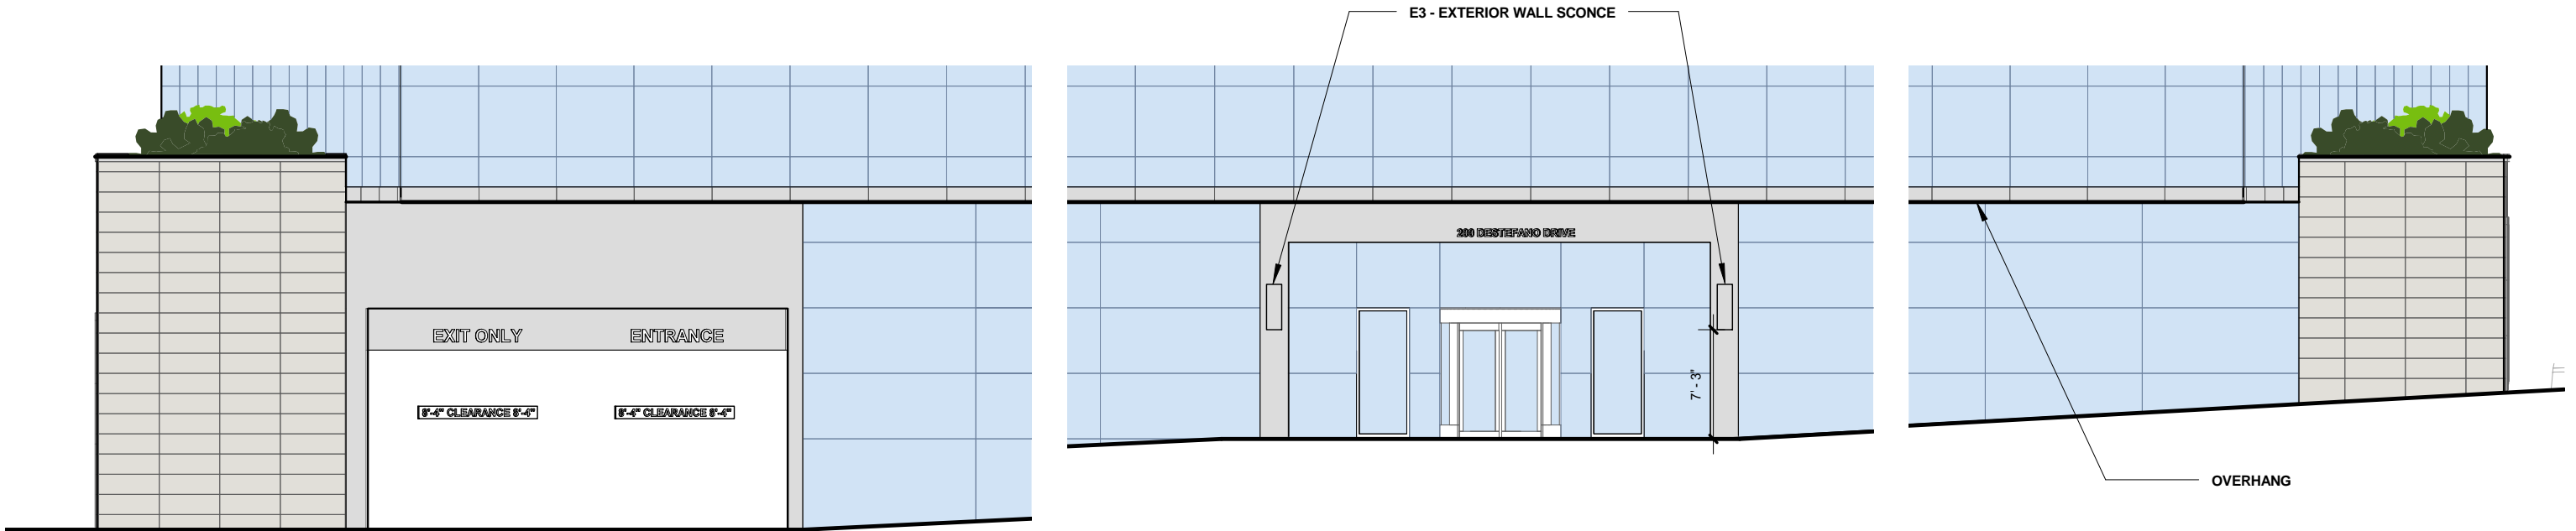 E3 - EXTERIOR WALL SCONCE
200 DESTEFANO DRIVE
EXIT ONLY ENTRANCE
8'-4" CLEARANCE 8'-4" 8'-4" CLEARANCE 8'-4"
7' - 3"
OVERHANG